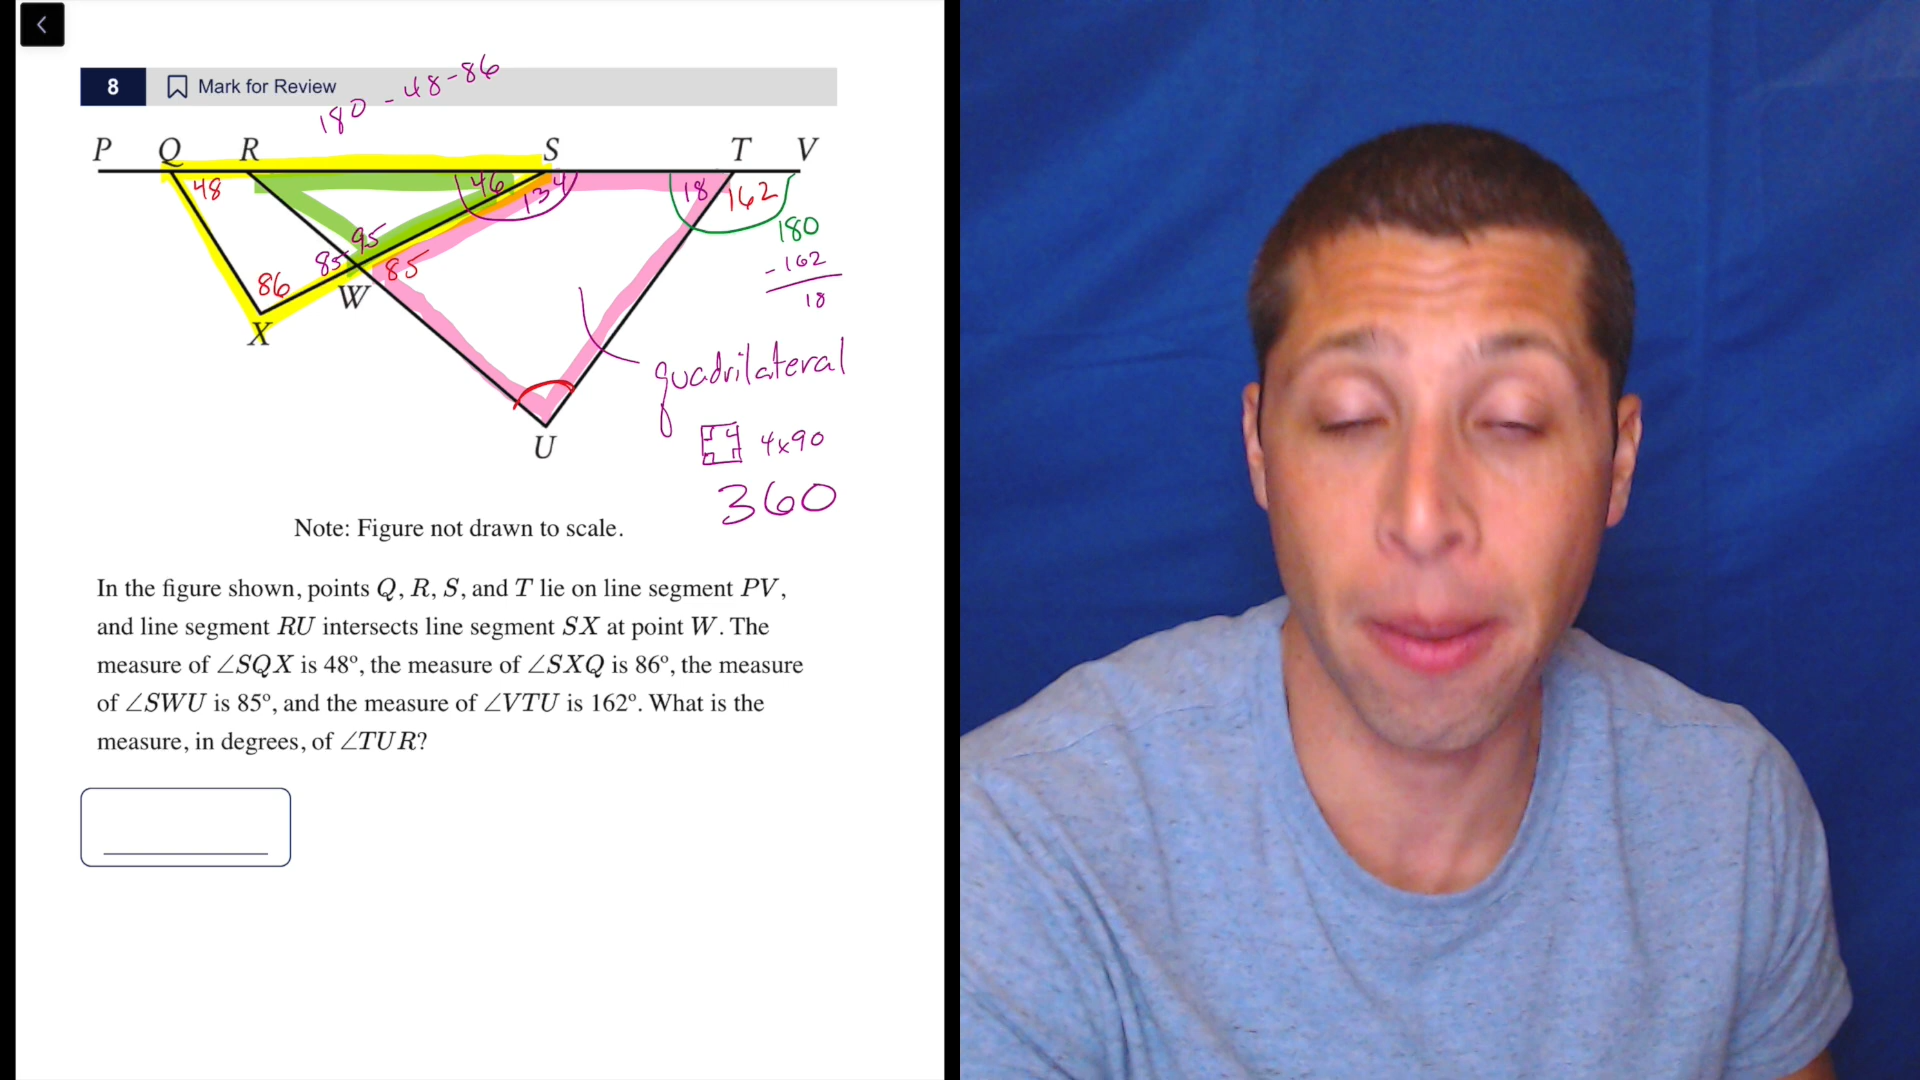 8 Mark for Review
180 - 48 - 86
P Q R S T V
48 46 134 18 162
180
- 162
18
95
85 85
86
W
X
quadrilateral
U
4x90
360
Note: Figure not drawn to scale.
In the figure shown, points Q, R, S, and T lie on line segment PV,
and line segment RU intersects line segment SX at point W. The
measure of ∠SQX is 48°, the measure of ∠SXQ is 86°, the measure
of ∠SWU is 85°, and the measure of ∠VTU is 162°. What is the
measure, in degrees, of ∠TUR?